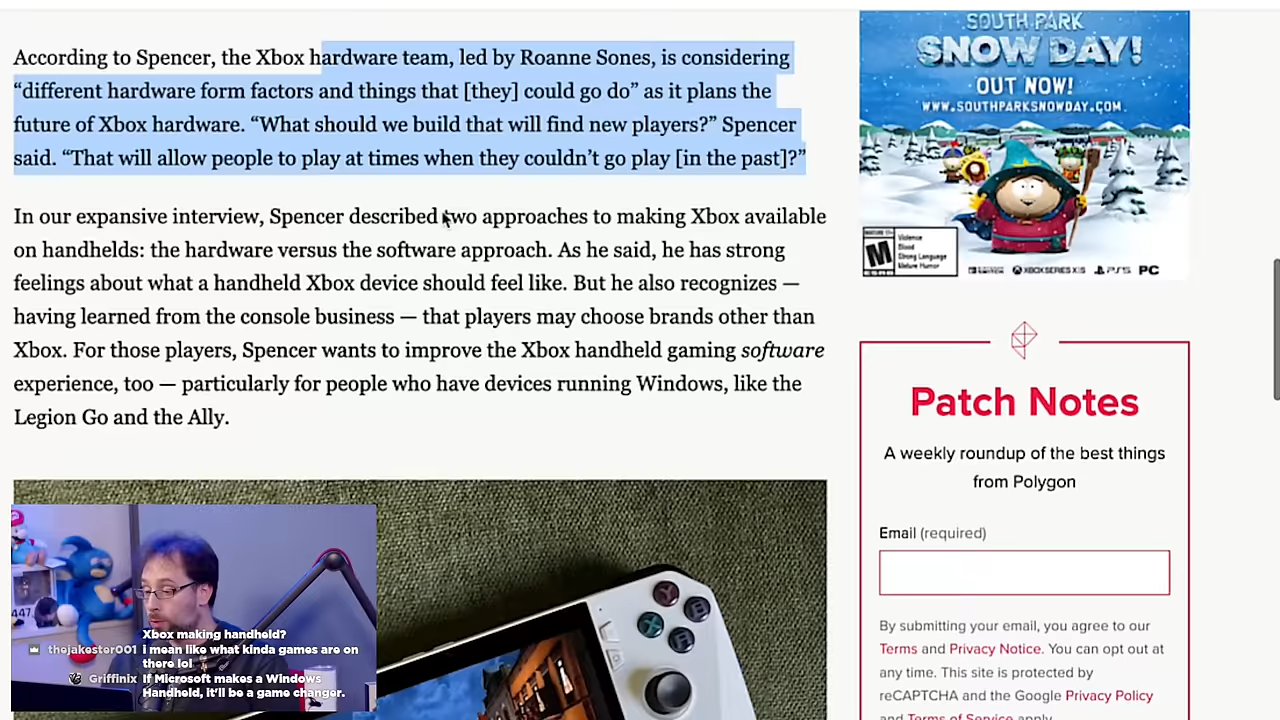 According to Spencer, the Xbox hardware team, led by Roanne Sones, is considering
“different hardware form factors and things that [they] could go do” as it plans the
future of Xbox hardware. “What should we build that will find new players?” Spencer
said. “That will allow people to play at times when they couldn’t go play [in the past]?”
In our expansive interview, Spencer described two approaches to making Xbox available
on handhelds: the hardware versus the software approach. As he said, he has strong
feelings about what a handheld Xbox device should feel like. But he also recognizes —
having learned from the console business — that players may choose brands other than
Xbox. For those players, Spencer wants to improve the Xbox handheld gaming software
experience, too — particularly for people who have devices running Windows, like the
Legion Go and the Ally.
SOUTH PARK
SNOW DAY!
OUT NOW!
WWW.SOUTHPARKSNOWDAY.COM
MATURE 17+
M
Violence
Blood
Strong Language
Mature Humor
XBOX SERIES X|S
PS5
PC
Patch Notes
A weekly roundup of the best things
from Polygon
Email (required)
By submitting your email, you agree to our
Terms and Privacy Notice. You can opt out at
any time. This site is protected by
reCAPTCHA and the Google Privacy Policy
and Terms of Service apply.
447
Xbox making handheld?
thejakester001 i mean like what kinda games are on
there lol
Griffinix If Microsoft makes a Windows
Handheld, it'll be a game changer.
Y
X
B